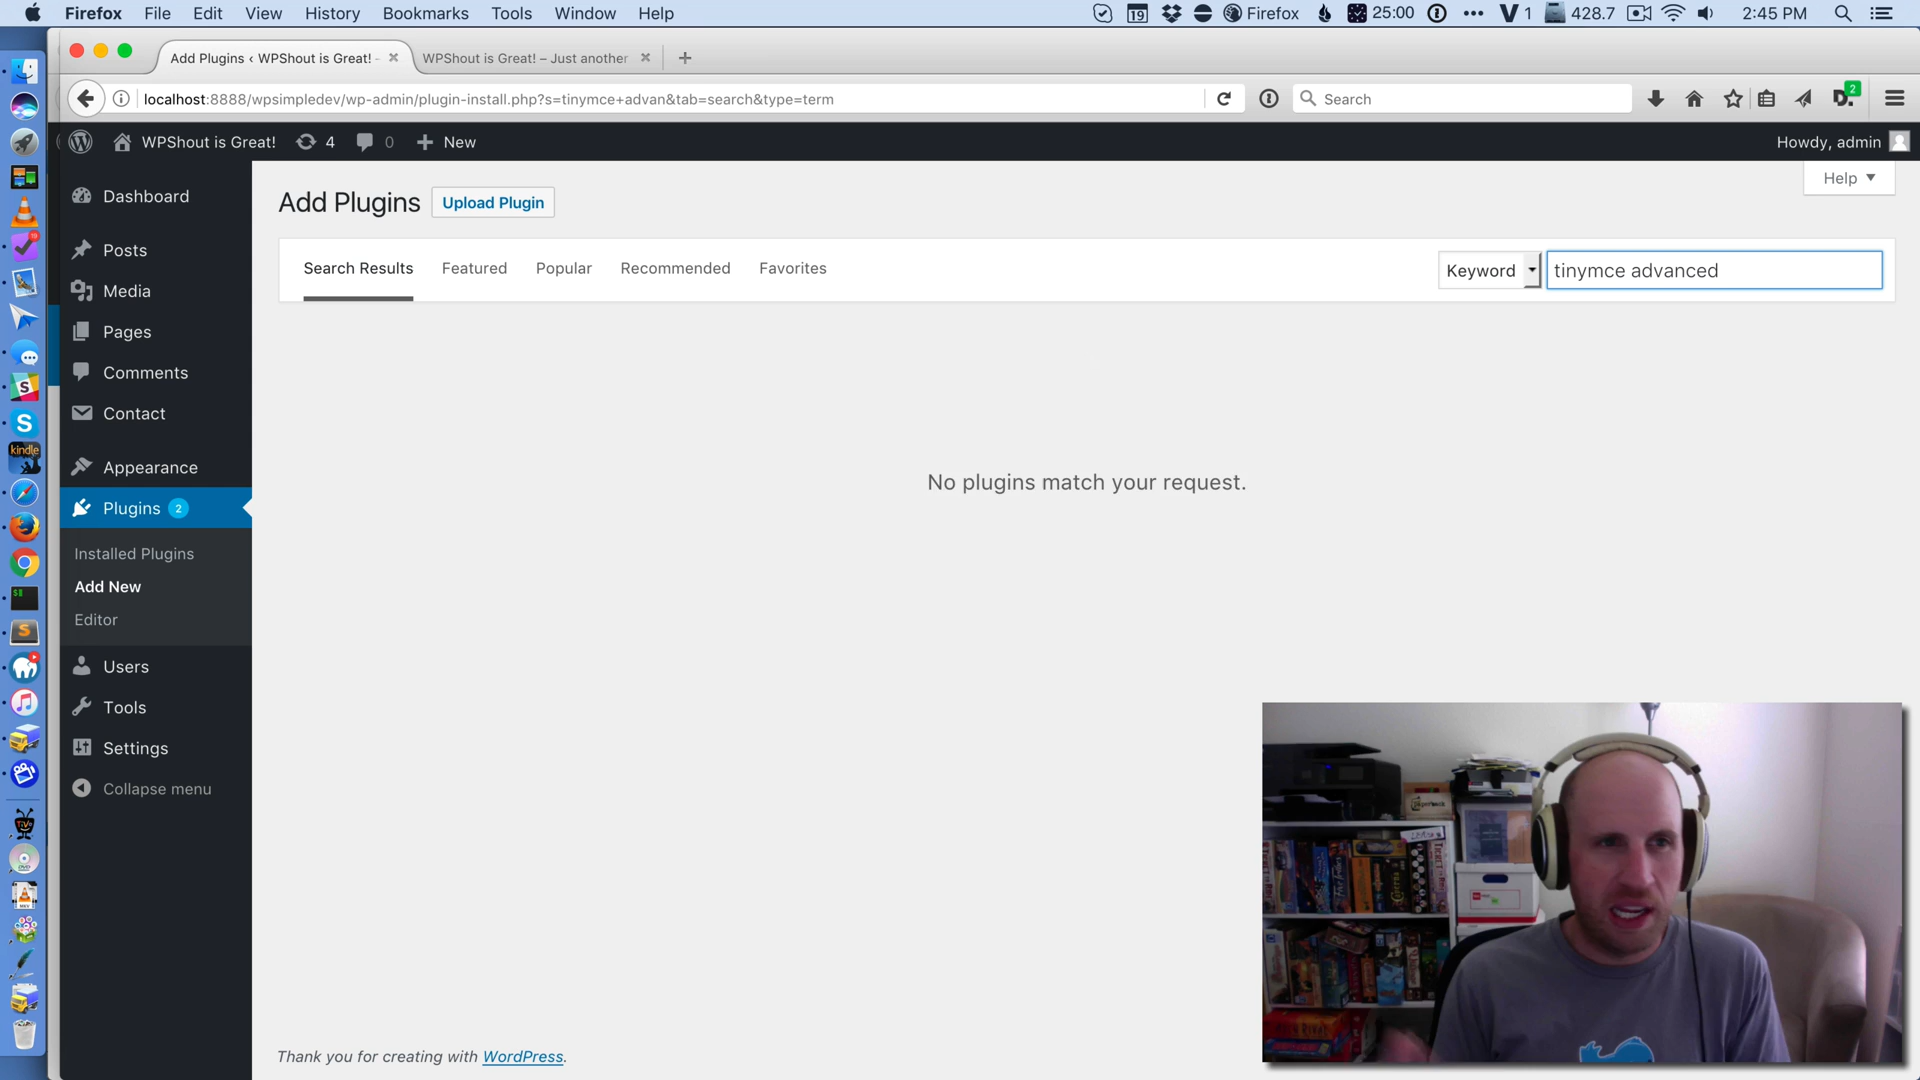 Firefox File Edit View History Bookmarks Tools Window Help 19 Firefox 25:00 1 428.7 2:45 PM
Add Plugins ‹ WPShout is Great! - WPShout is Great! – Just another
localhost:8888/wpsimpledev/wp-admin/plugin-install.php?s=tinymce+advan&tab=search&type=term Search 2
WPShout is Great! 4 0 New Howdy, admin
Help
Add Plugins Upload Plugin
Search Results Featured Popular Recommended Favorites Keyword tinymce advanced
No plugins match your request.
Dashboard
Posts
Media
Pages
Comments
Contact
Appearance
Plugins 2
Installed Plugins
Add New
Editor
Users
Tools
Settings
Collapse menu
kindle
TiVo
Thank you for creating with WordPress.